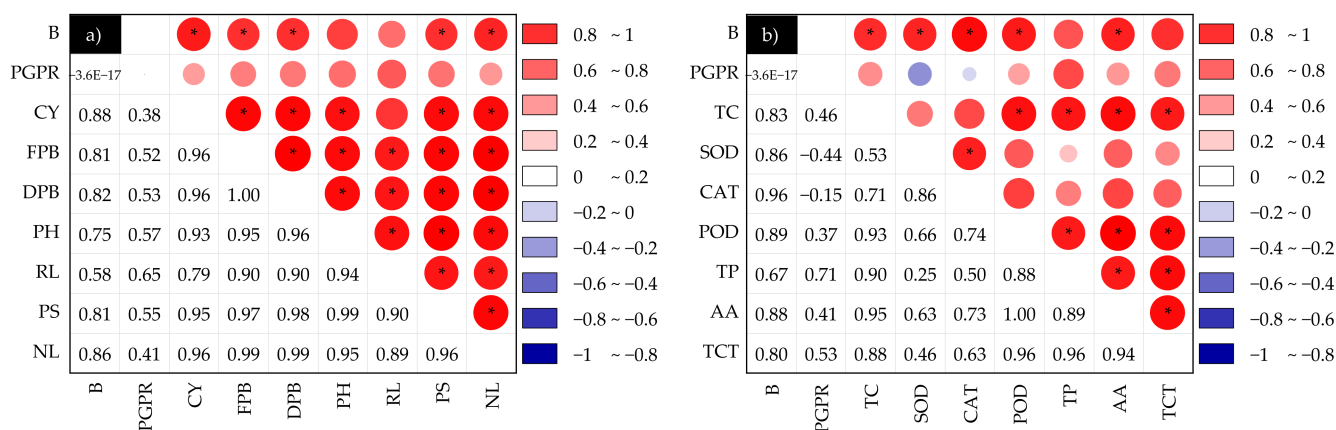 B a) * * * * *
PGPR −3.6E−17
CY 0.88 0.38 * * * * *
FPB 0.81 0.52 0.96 * * * * *
DPB 0.82 0.53 0.96 1.00 * * * *
PH 0.75 0.57 0.93 0.95 0.96 * * *
RL 0.58 0.65 0.79 0.90 0.90 0.94 * *
PS 0.81 0.55 0.95 0.97 0.98 0.99 0.90 *
NL 0.86 0.41 0.96 0.99 0.99 0.95 0.89 0.96
B PGPR CY FPB DPB PH RL PS NL
0.8 ~ 1
0.6 ~ 0.8
0.4 ~ 0.6
0.2 ~ 0.4
0 ~ 0.2
−0.2 ~ 0
−0.4 ~ −0.2
−0.6 ~ −0.4
−0.8 ~ −0.6
−1 ~ −0.8
B b) * * * * *
PGPR −3.6E−17
TC 0.83 0.46 * * * *
SOD 0.86 −0.44 0.53 *
CAT 0.96 −0.15 0.71 0.86
POD 0.89 0.37 0.93 0.66 0.74 * * *
TP 0.67 0.71 0.90 0.25 0.50 0.88 * *
AA 0.88 0.41 0.95 0.63 0.73 1.00 0.89 *
TCT 0.80 0.53 0.88 0.46 0.63 0.96 0.96 0.94
B PGPR TC SOD CAT POD TP AA TCT
0.8 ~ 1
0.6 ~ 0.8
0.4 ~ 0.6
0.2 ~ 0.4
0 ~ 0.2
−0.2 ~ 0
−0.4 ~ −0.2
−0.6 ~ −0.4
−0.8 ~ −0.6
−1 ~ −0.8